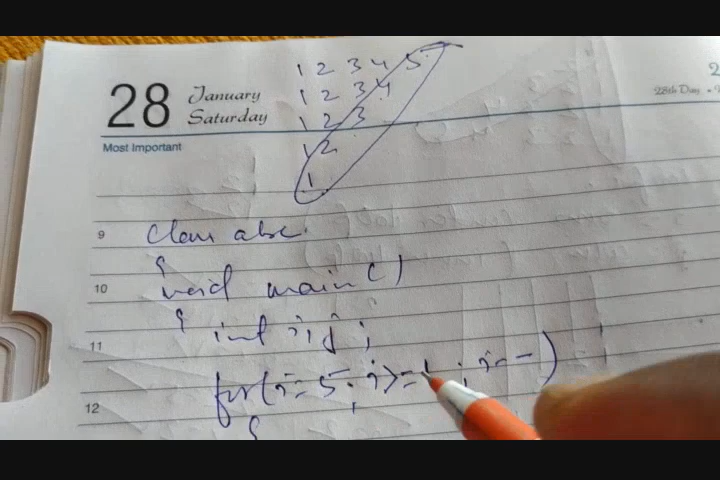 1 2 3 4 5
1 2 3 4
1 2 3
1 2
1
28 January
Saturday
28th Day
Most Important
9 Class abc
{
10 void main()
{
11 int i,j;
for(i=5;i>=1;i--)
12 {